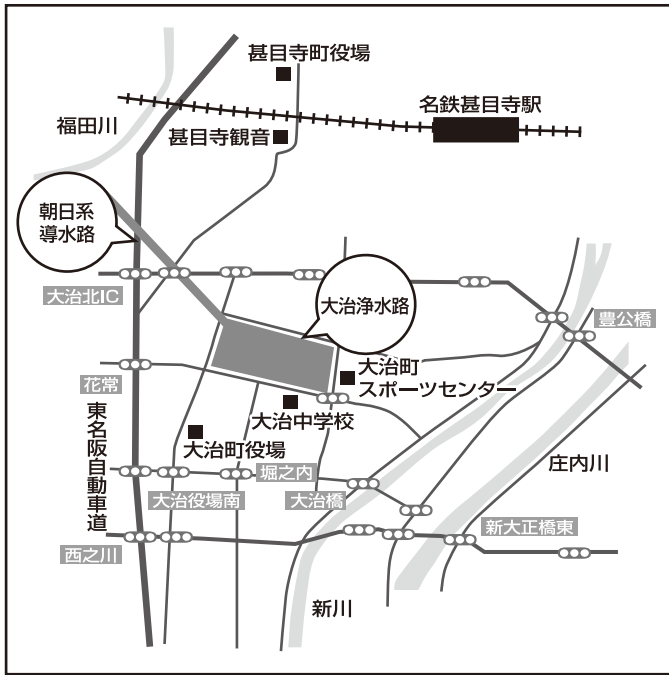 甚目寺町役場
名鉄甚目寺駅
福田川
甚目寺観音
朝日系
導水路
大治北IC
大治浄水路
豊公橋
花常
大治町
スポーツセンター
大治中学校
大治町役場
東名阪自動車道
堀之内
庄内川
大治役場南
大治橋
新大正橋東
西之川
新川